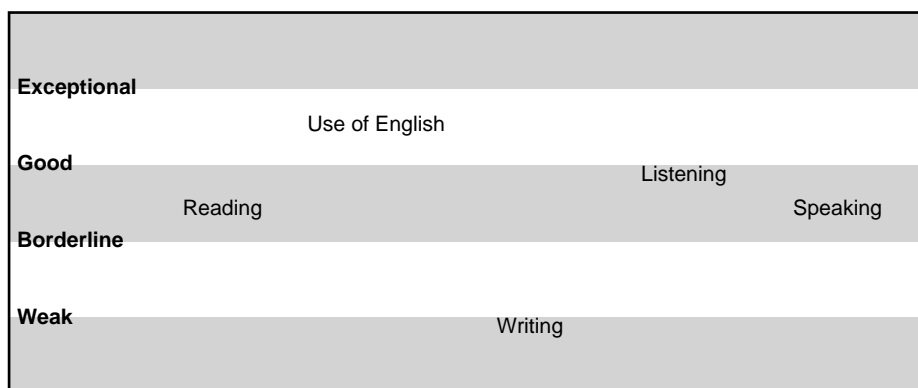 Exceptional
Use of English
Good
Listening
Reading
Speaking
Borderline
Weak
Writing